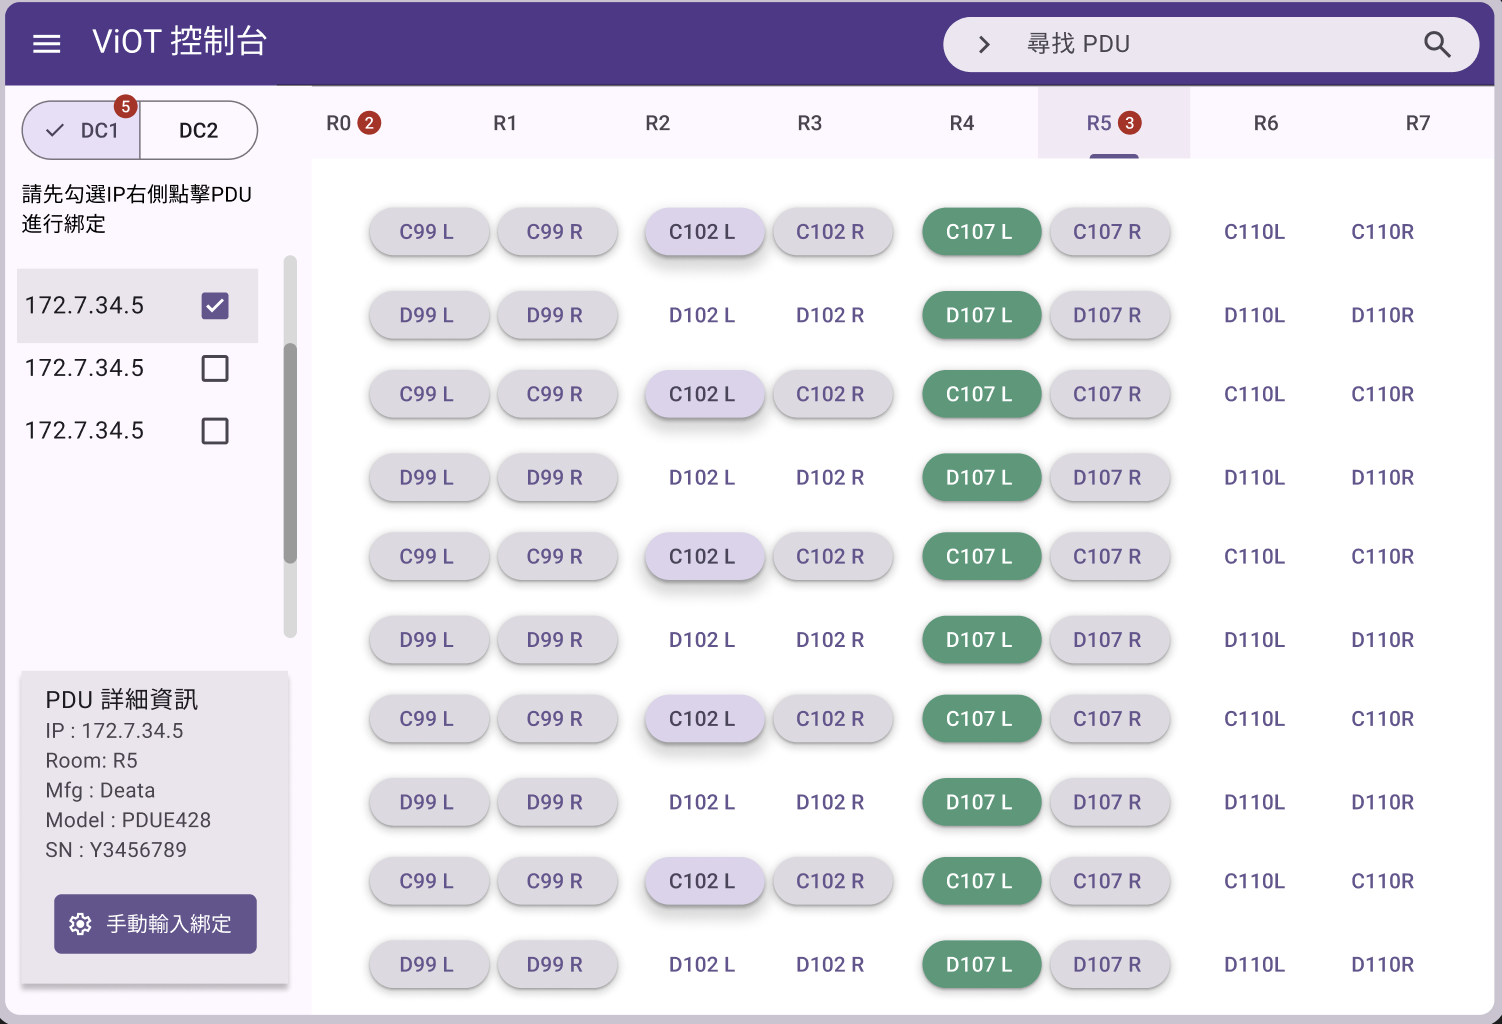 ViOT 控制台
尋找 PDU
DC1 5 DC2
R0 2 R1 R2 R3 R4 R5 3 R6 R7
請先勾選IP右側點擊PDU
進行綁定
172.7.34.5
172.7.34.5
172.7.34.5
PDU 詳細資訊
IP : 172.7.34.5
Room: R5
Mfg : Deata
Model : PDUE428
SN : Y3456789
手動輸入綁定
C99 L C99 R C102 L C102 R C107 L C107 R C110L C110R
D99 L D99 R D102 L D102 R D107 L D107 R D110L D110R
C99 L C99 R C102 L C102 R C107 L C107 R C110L C110R
D99 L D99 R D102 L D102 R D107 L D107 R D110L D110R
C99 L C99 R C102 L C102 R C107 L C107 R C110L C110R
D99 L D99 R D102 L D102 R D107 L D107 R D110L D110R
C99 L C99 R C102 L C102 R C107 L C107 R C110L C110R
D99 L D99 R D102 L D102 R D107 L D107 R D110L D110R
C99 L C99 R C102 L C102 R C107 L C107 R C110L C110R
D99 L D99 R D102 L D102 R D107 L D107 R D110L D110R